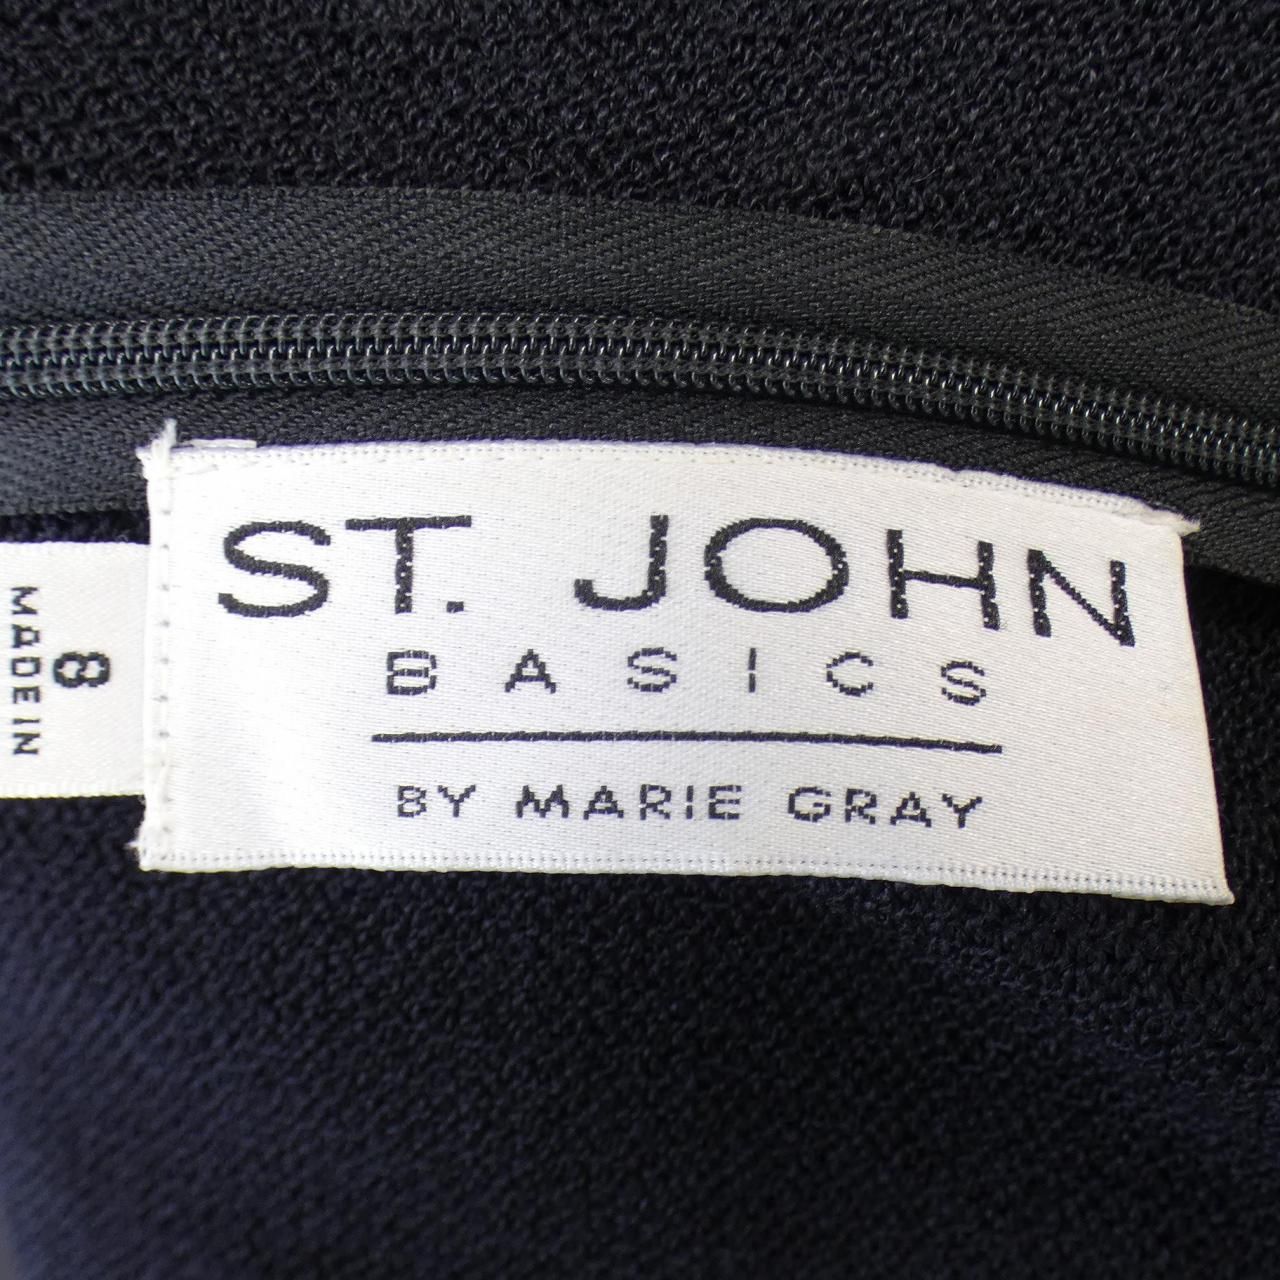 ST. JOHN
BASICS
BY MARIE GRAY
8
MADE IN